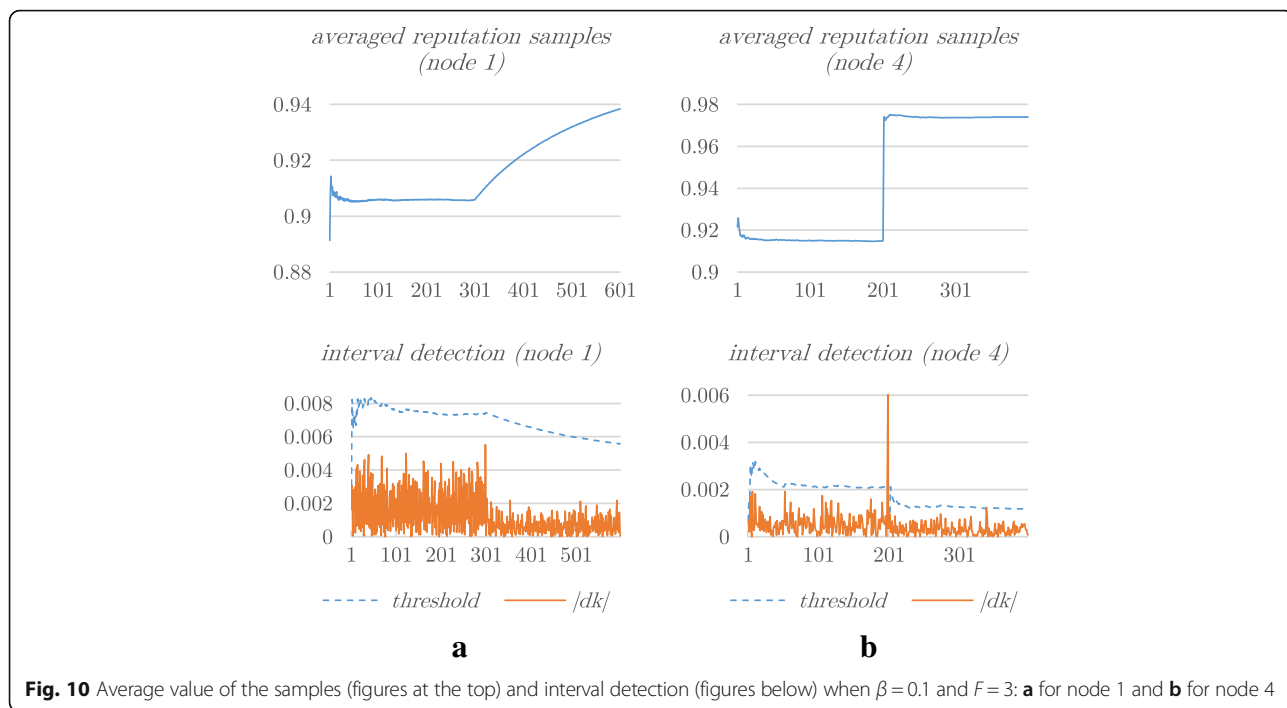 averaged reputation samples
(node 1)
0.94
0.92
0.9
0.88
1 101 201 301 401 501 601
averaged reputation samples
(node 4)
0.98
0.96
0.94
0.92
0.9
1 101 201 301
interval detection (node 1)
0.008
0.006
0.004
0.002
0
1 101 201 301 401 501
threshold |dk|
a
interval detection (node 4)
0.006
0.004
0.002
0
1 101 201 301
threshold |dk|
b
Fig. 10 Average value of the samples (figures at the top) and interval detection (figures below) when β = 0.1 and F = 3: a for node 1 and b for node 4